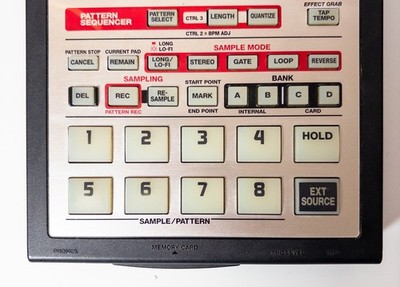 EFFECT GRAB
PATTERN SEQUENCER
PATTERN SELECT
CTRL 3
LENGTH
QUANTIZE
TAP TEMPO
CTRL 2 = BPM ADJ
LONG
LO-FI
SAMPLE MODE
PATTERN STOP
CURRENT PAD
CANCEL
REMAIN
LONG/ LO-FI
STEREO
GATE
LOOP
REVERSE
SAMPLING
START POINT
BANK
DEL
REC
RE-SAMPLE
MARK
A
B
C
D
PATTERN REC
END POINT
INTERNAL
CARD
1
2
3
4
HOLD
5
6
7
8
EXT SOURCE
SAMPLE/PATTERN
PHONES
MEMORY CARD